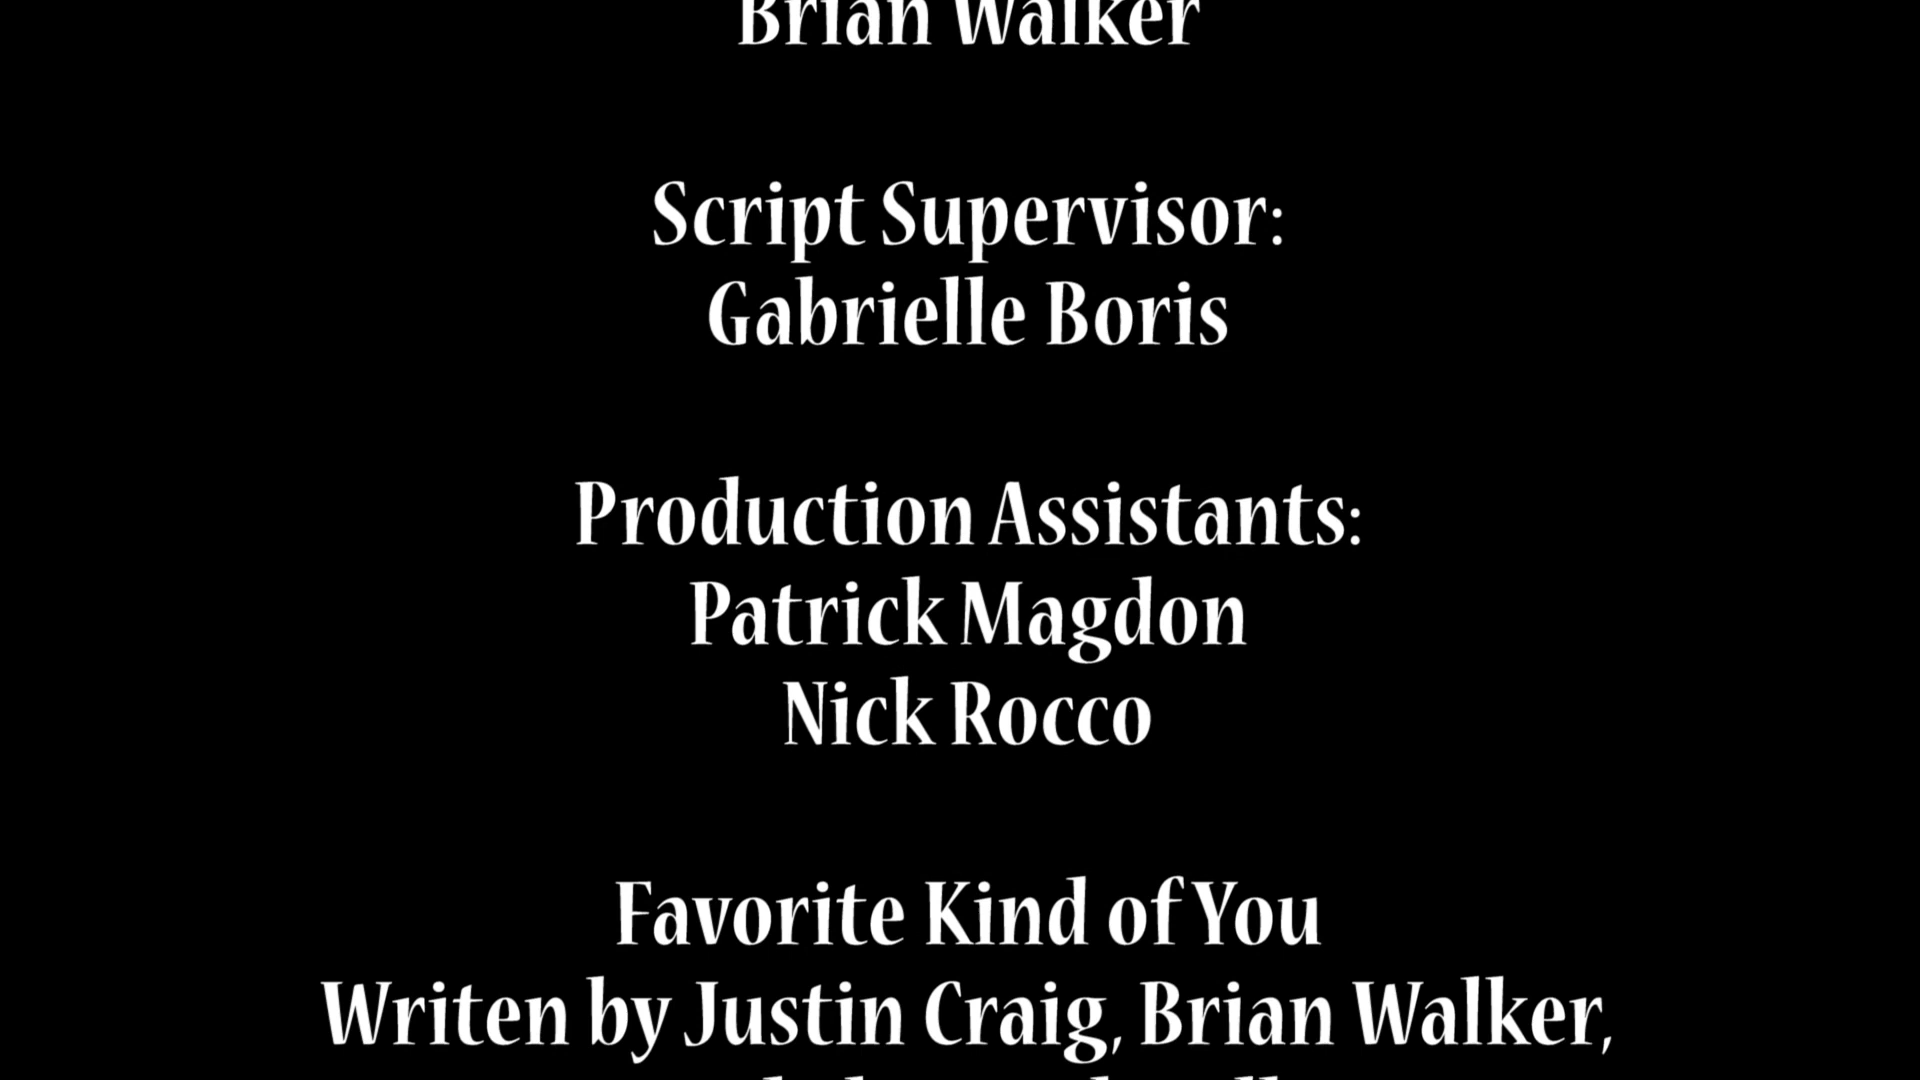 Brian Walker
Script Supervisor:
Gabrielle Boris
Production Assistants:
Patrick Magdon
Nick Rocco
Favorite Kind of You
Writen by Justin Craig, Brian Walker,